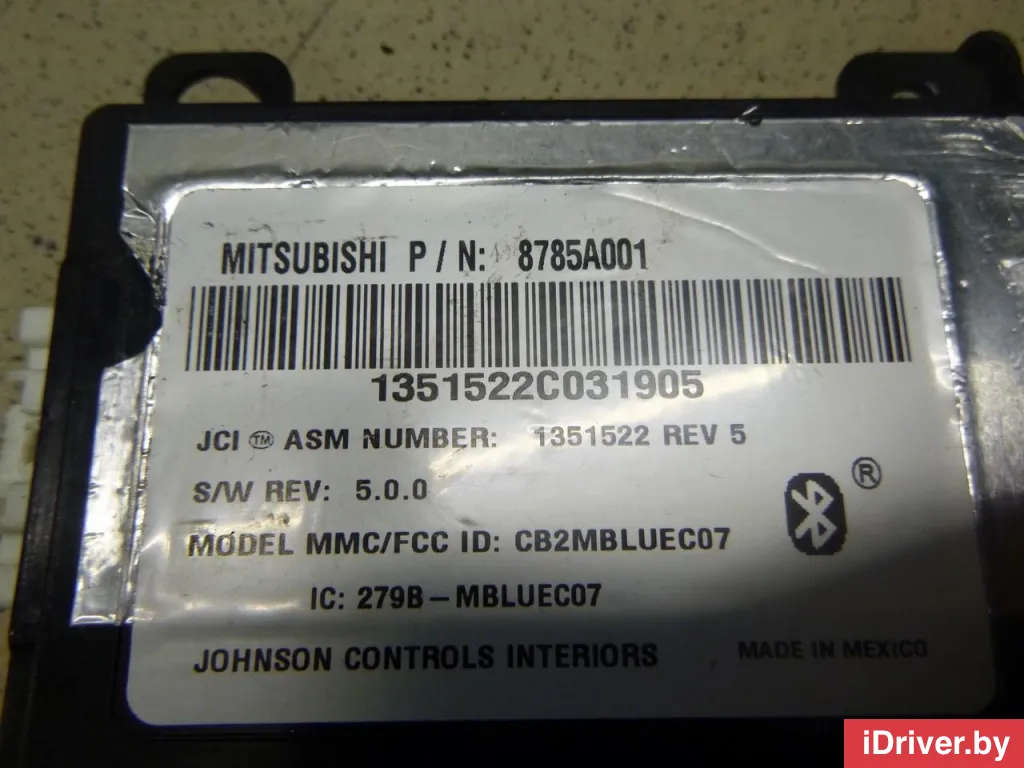 MITSUBISHI P / N: 8785A001
1351522C031905
JCI ™ ASM NUMBER: 1351522 REV 5
S/W REV: 5.0.0
®
MODEL MMC/FCC ID: CB2MBLUEC07
IC: 279B-MBLUEC07
JOHNSON CONTROLS INTERIORS MADE IN MEXICO
iDriver.by